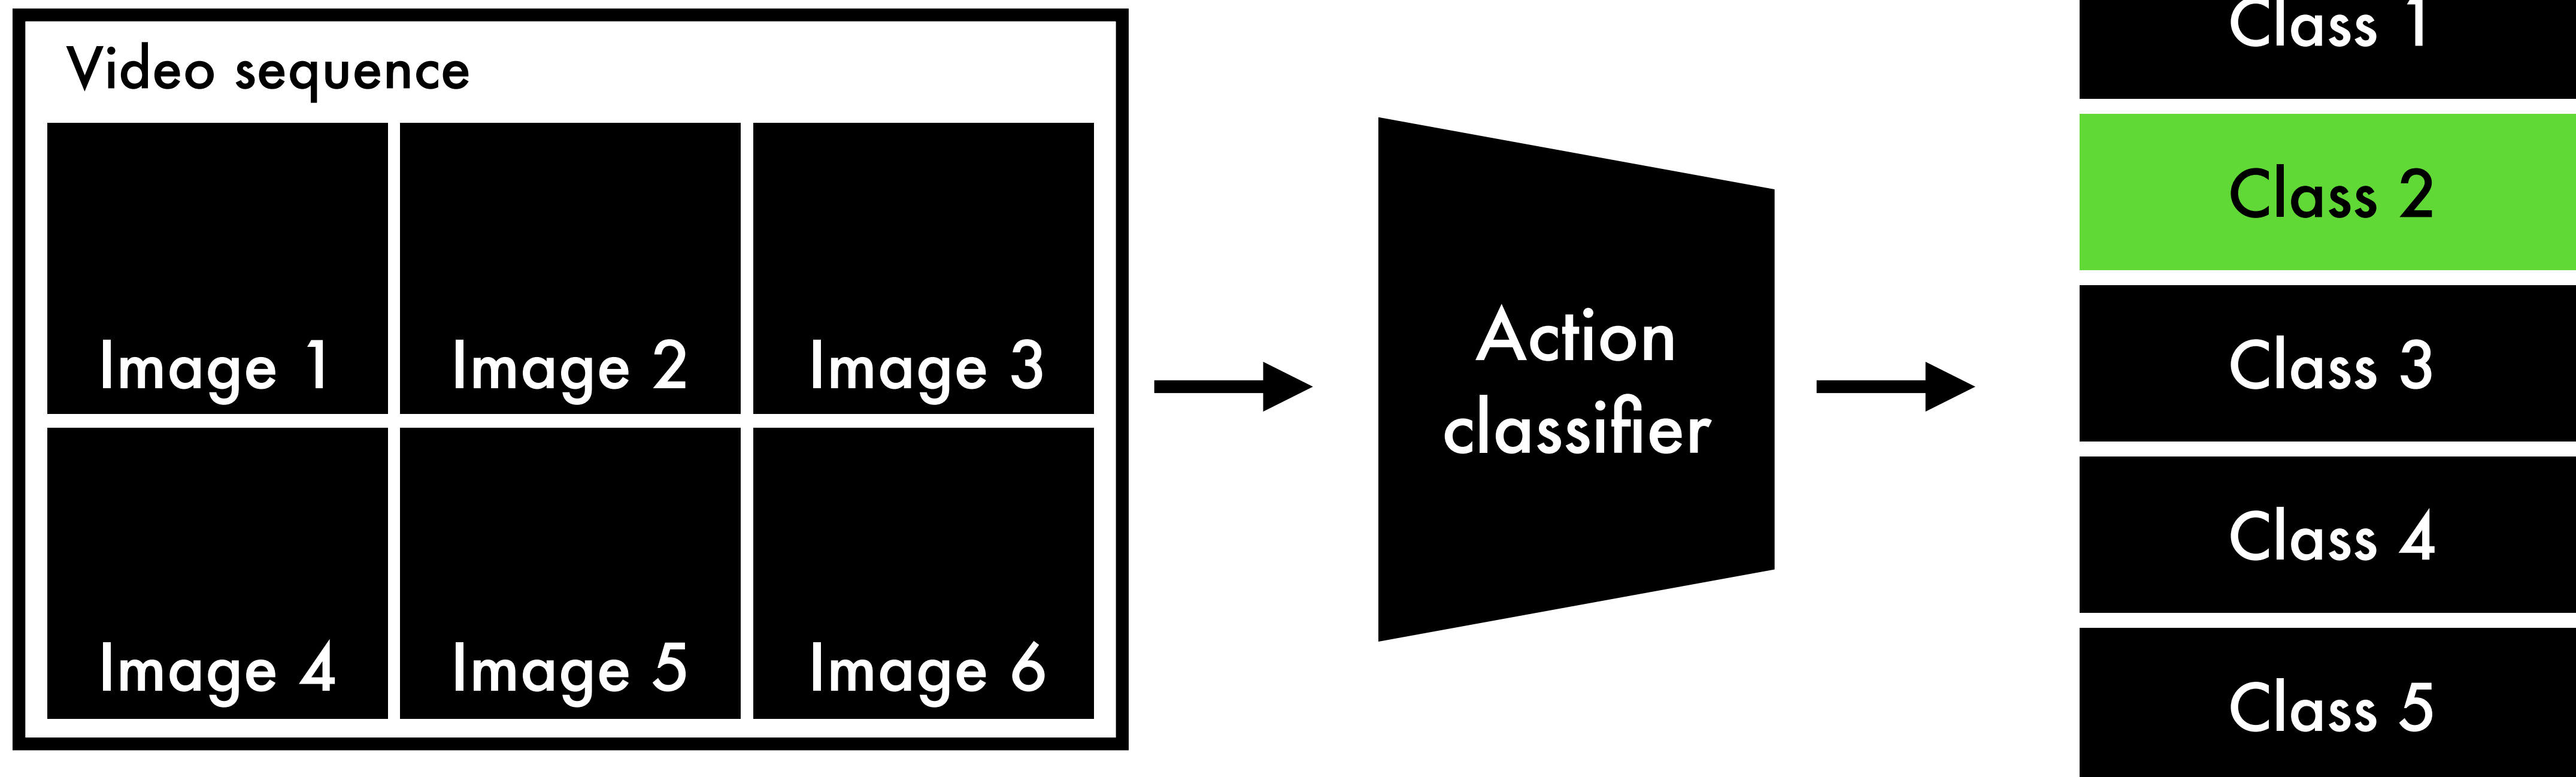 Video sequence
Image 1
Image 2
Image 3
Image 4
Image 5
Image 6
Action
classifier
Class 1
Class 2
Class 3
Class 4
Class 5